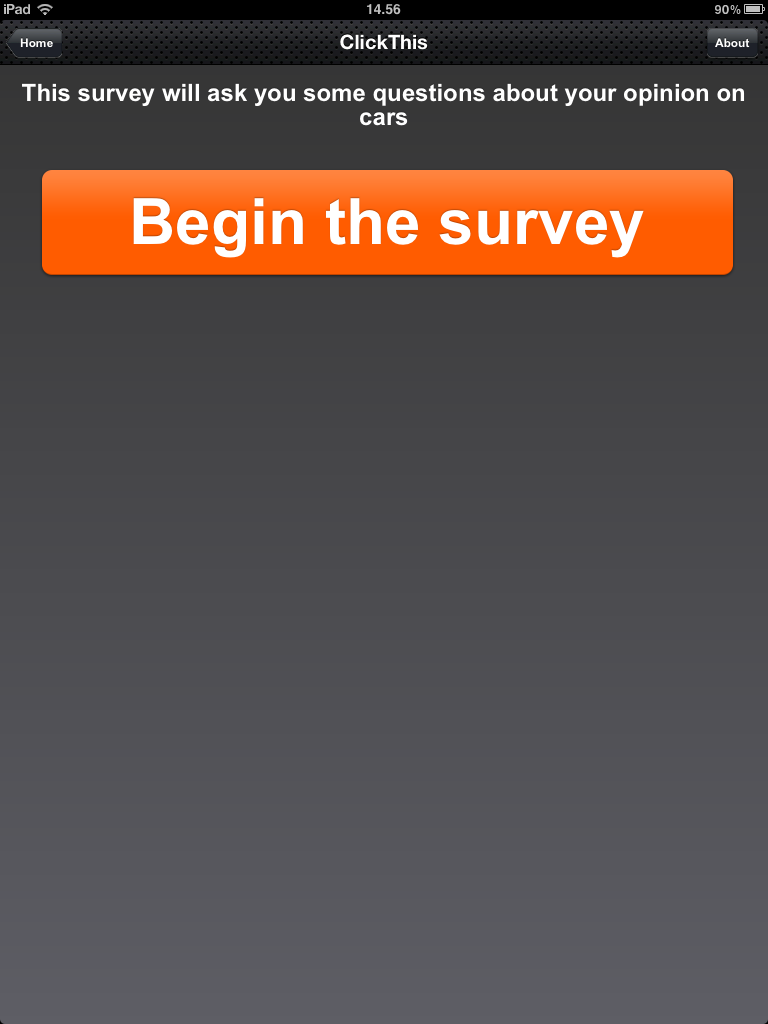 iPad 14.56 90%
Home ClickThis About
This survey will ask you some questions about your opinion on
cars
Begin the survey